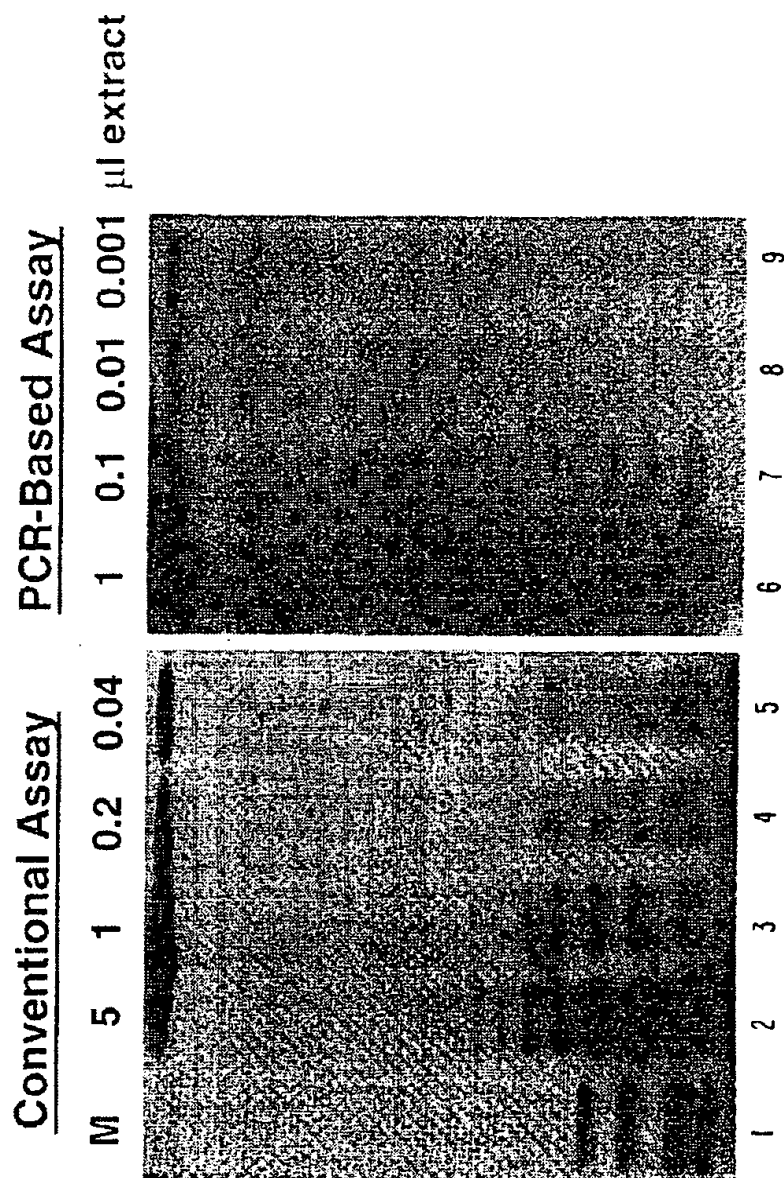 Conventional Assay
PCR-Based Assay
M 5 1 0.2 0.04
1 0.1 0.01 0.001 µl extract
1 2 3 4 5
6 7 8 9